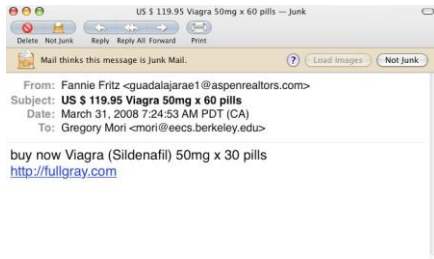 US $ 119.95 Viagra 50mg x 60 pills — Junk
Delete Not Junk Reply Reply All Forward Print
Mail thinks this message is Junk Mail. ? Load Images Not Junk
From: Fannie Fritz <guadalajarae1@aspenrealtors.com>
Subject: US $ 119.95 Viagra 50mg x 60 pills
Date: March 31, 2008 7:24:53 AM PDT (CA)
To: Gregory Mori <mori@eecs.berkeley.edu>
buy now Viagra (Sildenafil) 50mg x 30 pills
http://fullgray.com